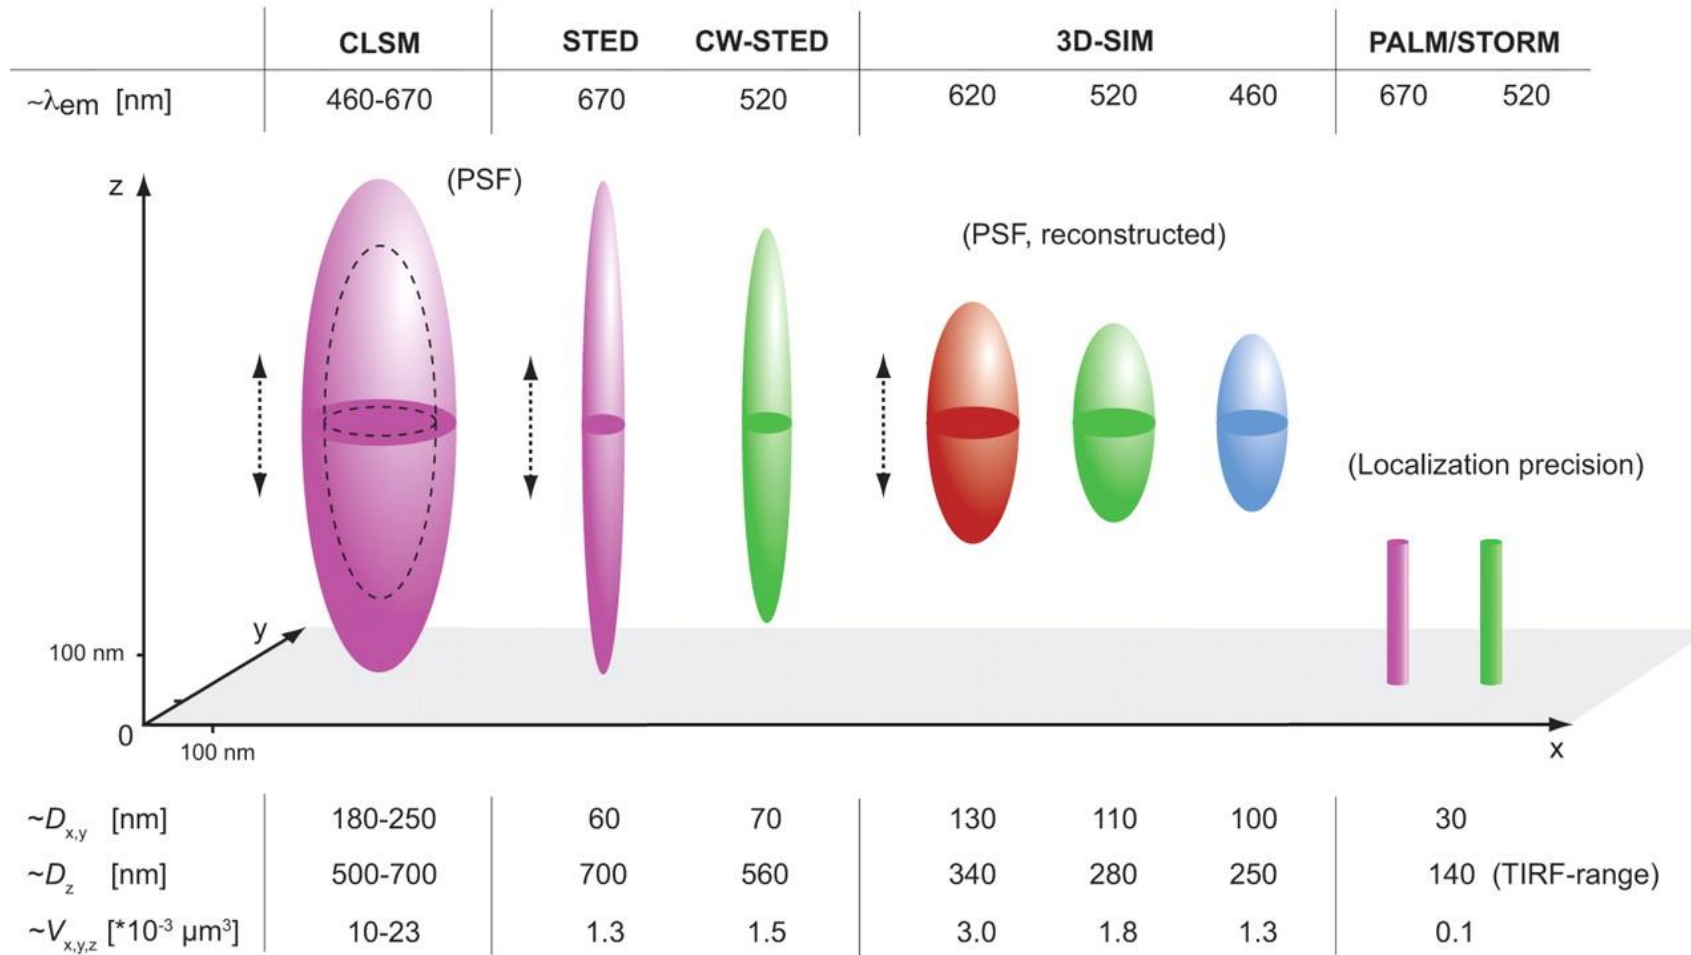 CLSM STED CW-STED 3D-SIM PALM/STORM
~λem [nm] 460-670 670 520 620 520 460 670 520
(PSF)
z
(PSF, reconstructed)
(Localization precision)
y
100 nm
0
100 nm
x
~Dx,y [nm] 180-250 60 70 130 110 100 30
~Dz [nm] 500-700 700 560 340 280 250 140 (TIRF-range)
~Vx,y,z [*10-3 µm3] 10-23 1.3 1.5 3.0 1.8 1.3 0.1